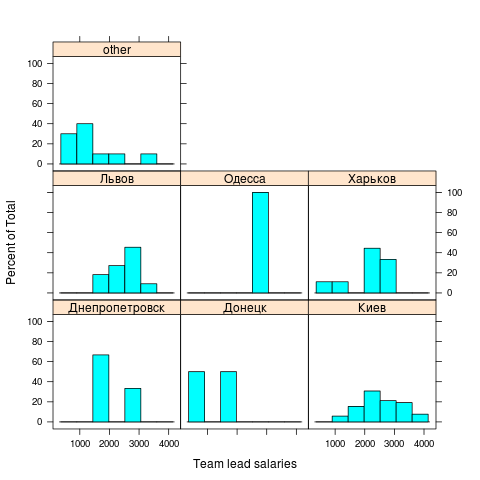 other
100
80
60
40
20
0
Львов
Одесса
Харьков
100
80
60
40
20
0
Днепропетровск
Донецк
Киев
100
80
60
40
20
0
1000 2000 3000 4000
1000 2000 3000 4000
Percent of Total
Team lead salaries